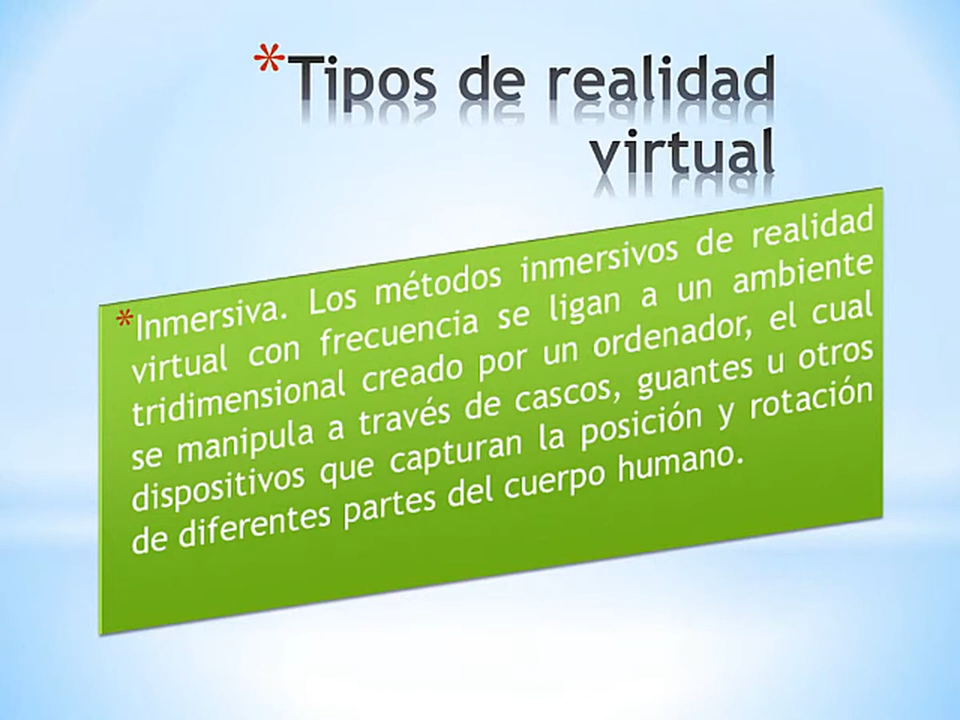 *Tipos de realidad
virtual
*Inmersiva. Los métodos inmersivos de realidad
virtual con frecuencia se ligan a un ambiente
tridimensional creado por un ordenador, el cual
se manipula a través de cascos, guantes u otros
dispositivos que capturan la posición y rotación
de diferentes partes del cuerpo humano.